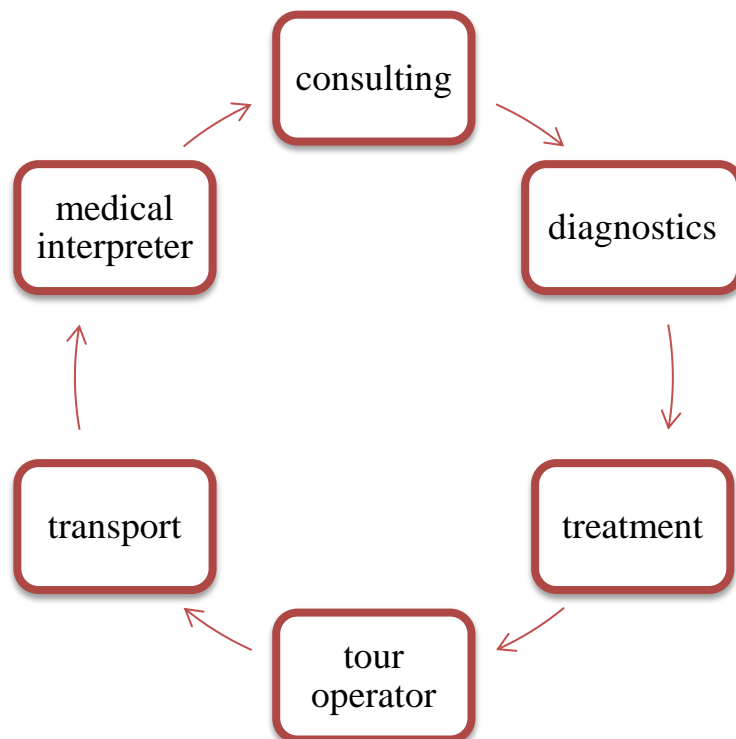 consulting
diagnostics
treatment
tour
operator
transport
medical
interpreter